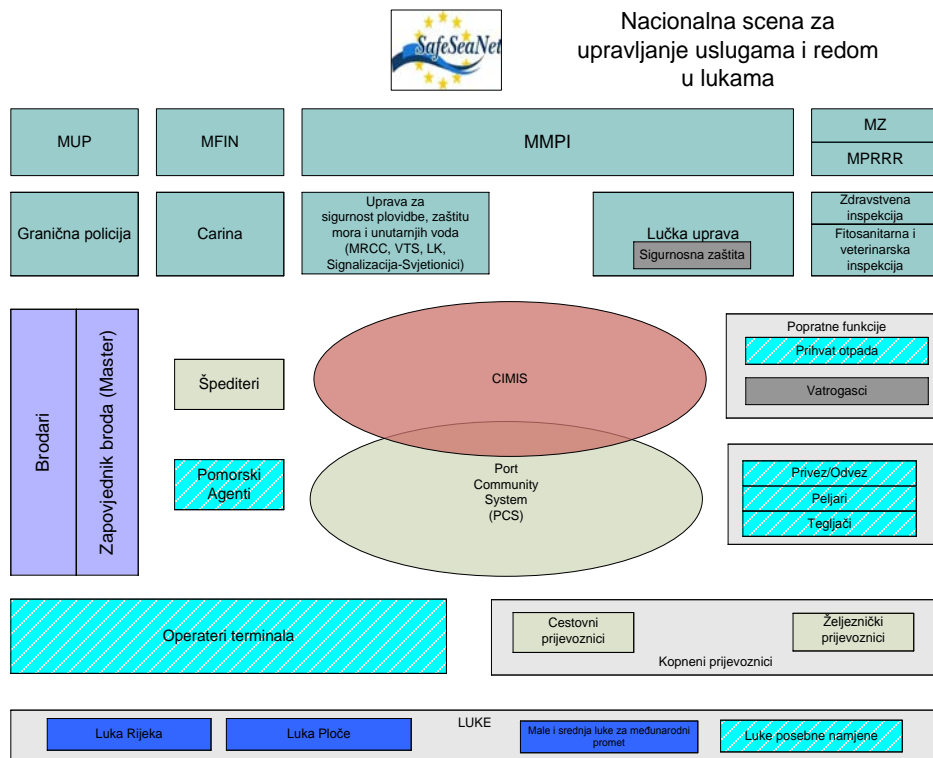 SafeSeaNet
Nacionalna scena za
upravljanje uslugama i redom
u lukama
MUP
MFIN
MMPI
MZ
MPRRR
Granična policija
Carina
Uprava za
sigurnost plovidbe, zaštitu
mora i unutarnjih voda
(MRCC, VTS, LK,
Signalizacija-Svjetionici)
Lučka uprava
Sigurnosna zaštita
Zdravstvena
inspekcija
Fitosanitarna i
veterinarska
inspekcija
Brodari
Zapovjednik broda (Master)
Špediteri
Pomorski
Agenti
CIMIS
Port
Community
System
(PCS)
Popratne funkcije
Prihvat otpada
Vatrogasci
Privez/Odvez
Peljari
Tegljači
Operateri terminala
Cestovni
prijevoznici
Željeznički
prijevoznici
Kopneni prijevoznici
LUKE
Luka Rijeka
Luka Ploče
Male i srednja luke za međunarodni
promet
Luke posebne namjene